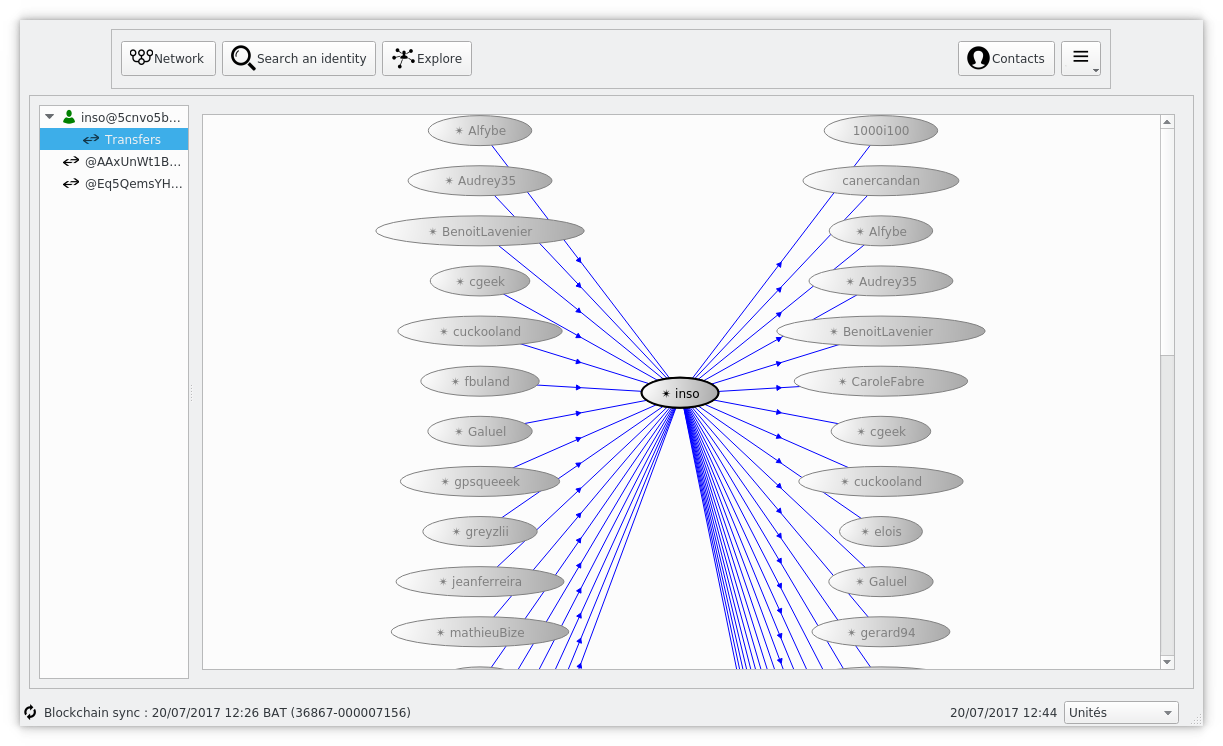 Network
Search an identity
Explore
Contacts
inso@5cnvo5b...
Transfers
@AAxUnWt1B...
@Eq5QemsYH...
✴ Alfybe
1000i100
✴ Audrey35
canercandan
✴ BenoitLavenier
✴ Alfybe
✴ cgeek
✴ Audrey35
✴ cuckooland
✴ BenoitLavenier
✴ fbuland
✴ CaroleFabre
✴ inso
✴ Galuel
✴ cgeek
✴ gpsqueeek
✴ cuckooland
✴ greyzlii
✴ elois
✴ jeanferreira
✴ Galuel
✴ mathieuBize
✴ gerard94
Blockchain sync : 20/07/2017 12:26 BAT (36867-000007156)
20/07/2017 12:44
Unités